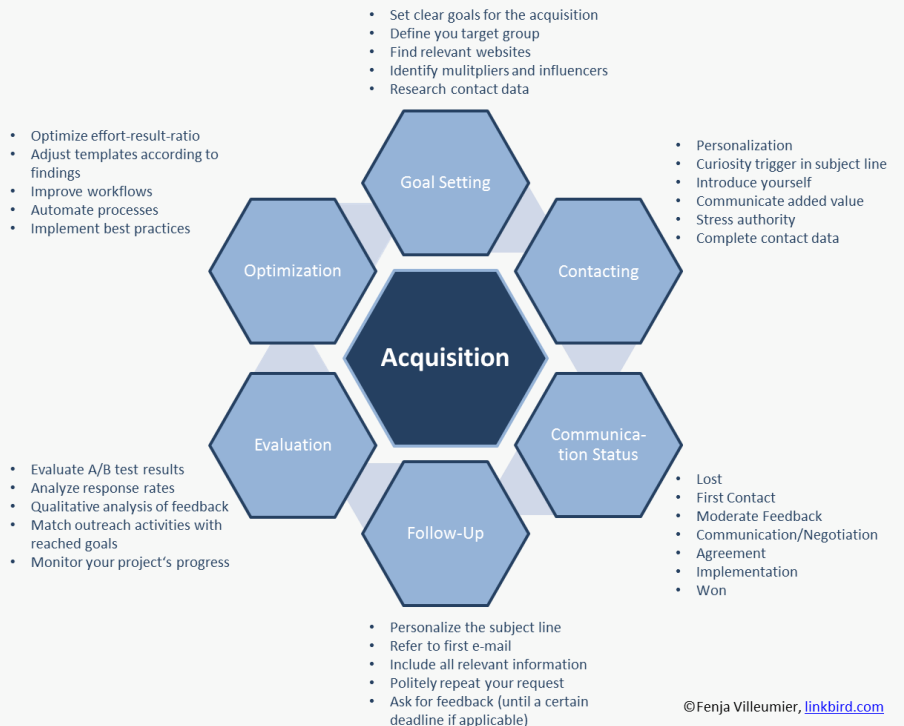 • Set clear goals for the acquisition
• Define you target group
• Find relevant websites
• Identify mulitpliers and influencers
• Research contact data
Goal Setting
• Personalization
• Curiosity trigger in subject line
• Introduce yourself
• Communicate added value
• Stress authority
• Complete contact data
Contacting
Acquisition
Communica-
tion Status
• Lost
• First Contact
• Moderate Feedback
• Communication/Negotiation
• Agreement
• Implementation
• Won
Follow-Up
• Personalize the subject line
• Refer to first e-mail
• Include all relevant information
• Politely repeat your request
• Ask for feedback (until a certain
deadline if applicable)
Evaluation
• Evaluate A/B test results
• Analyze response rates
• Qualitative analysis of feedback
• Match outreach activities with
reached goals
• Monitor your project‘s progress
Optimization
• Optimize effort-result-ratio
• Adjust templates according to
findings
• Improve workflows
• Automate processes
• Implement best practices
©Fenja Villeumier, linkbird.com